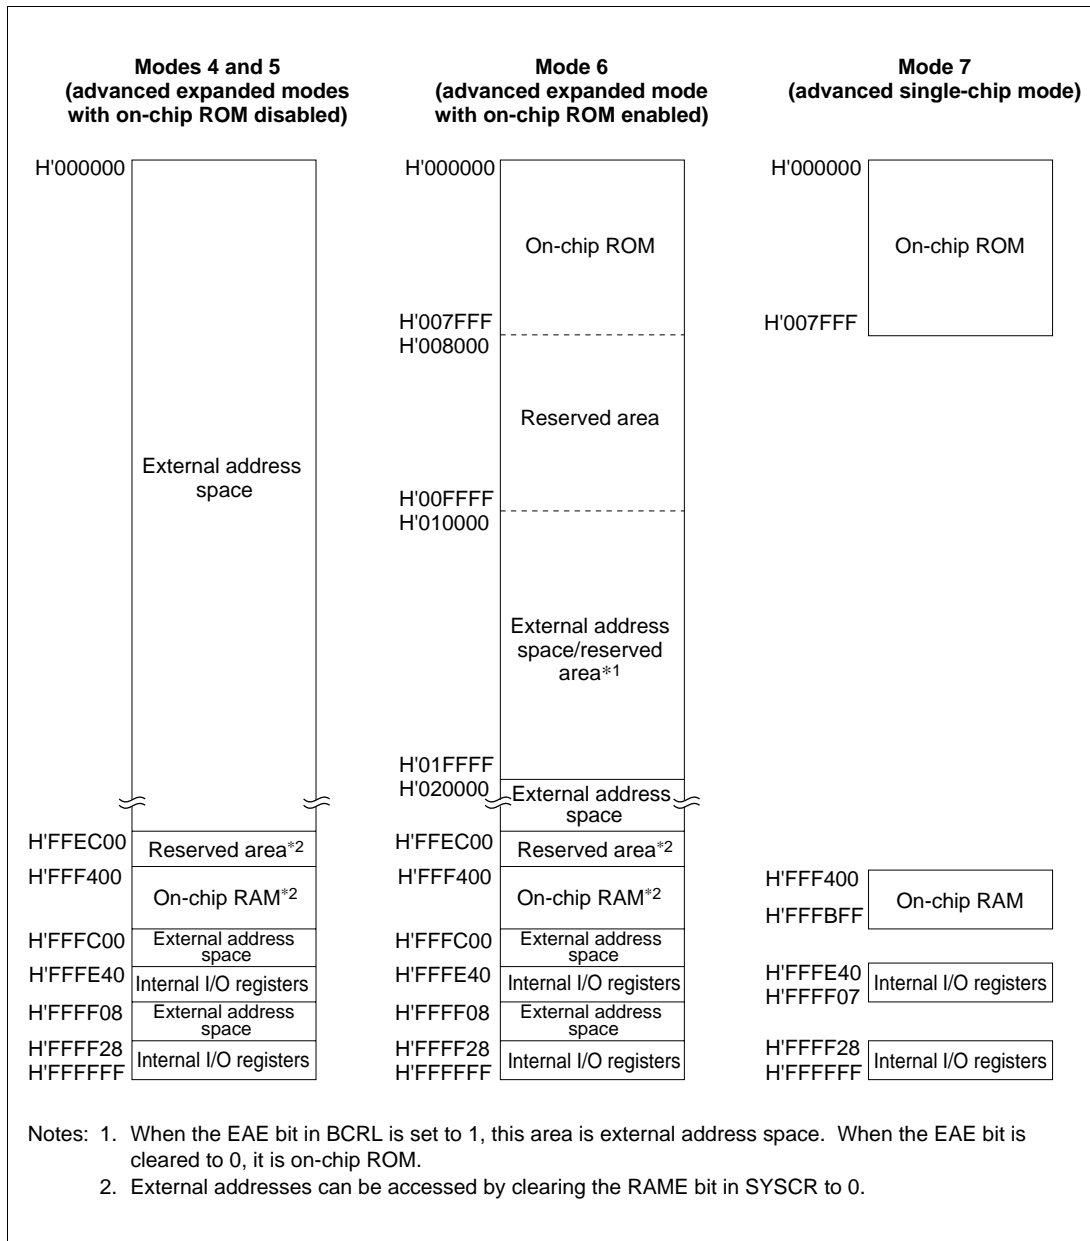 Modes 4 and 5
(advanced expanded modes
with on-chip ROM disabled)
H'000000
External address
space
H'FFEC00
Reserved area*2
H'FFF400
On-chip RAM*2
H'FFFC00
External address
space
H'FFFE40
Internal I/O registers
H'FFFF08
External address
space
H'FFFF28
Internal I/O registers
H'FFFFFF
Mode 6
(advanced expanded mode
with on-chip ROM enabled)
H'000000
On-chip ROM
H'007FFF
H'008000
Reserved area
H'00FFFF
H'010000
External address
space/reserved
area*1
H'01FFFF
H'020000
External address
space
H'FFEC00
Reserved area*2
H'FFF400
On-chip RAM*2
H'FFFC00
External address
space
H'FFFE40
Internal I/O registers
H'FFFF08
External address
space
H'FFFF28
Internal I/O registers
H'FFFFFF
Mode 7
(advanced single-chip mode)
H'000000
On-chip ROM
H'007FFF
H'FFF400
On-chip RAM
H'FFFBFF
H'FFFE40
Internal I/O registers
H'FFFF07
H'FFFF28
Internal I/O registers
H'FFFFFF
Notes: 1. When the EAE bit in BCRL is set to 1, this area is external address space. When the EAE bit is
cleared to 0, it is on-chip ROM.
2. External addresses can be accessed by clearing the RAME bit in SYSCR to 0.